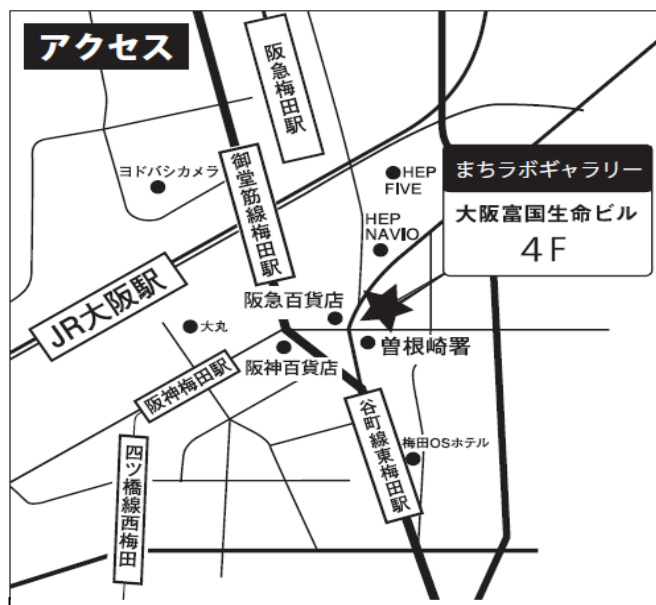 アクセス
阪急梅田駅
ヨドバシカメラ
御堂筋線梅田駅
HEP
FIVE
まちラボギャラリー
大阪富国生命ビル
4F
HEP
NAVIO
JR大阪駅
阪急百貨店
大丸
曽根崎署
阪神百貨店
阪神梅田駅
谷町線東梅田駅
梅田OSホテル
四ツ橋線西梅田